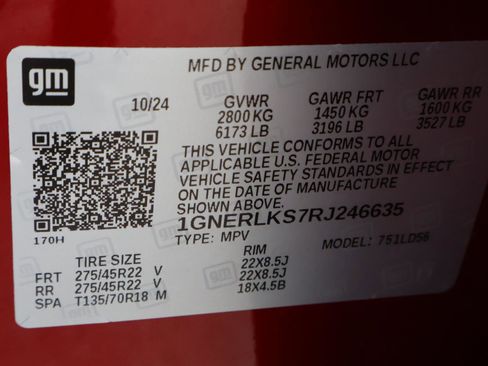 gm
MFD BY GENERAL MOTORS LLC
10/24 GVWR GAWR FRT GAWR RR
2800 KG 1450 KG 1600 KG
6173 LB 3196 LB 3527 LB
THIS VEHICLE CONFORMS TO ALL
APPLICABLE U.S. FEDERAL MOTOR
VEHICLE SAFETY STANDARDS IN EFFECT
ON THE DATE OF MANUFACTURE
SHOWN ABOVE.
1GNERLKS7RJ246635
170H
TYPE: MPV MODEL: 751LD56
TIRE SIZE RIM
FRT 275/45R22 V 22X8.5J
RR 275/45R22 V 22X8.5J
SPA T135/70R18 M 18X4.5B